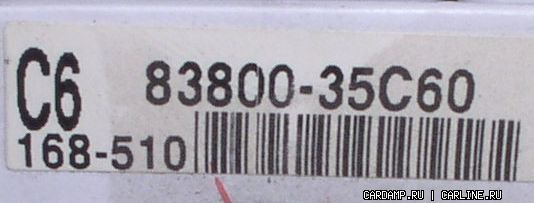 C6 83800-35C60
168-510
CARDAMP.RU | CARLINE.RU